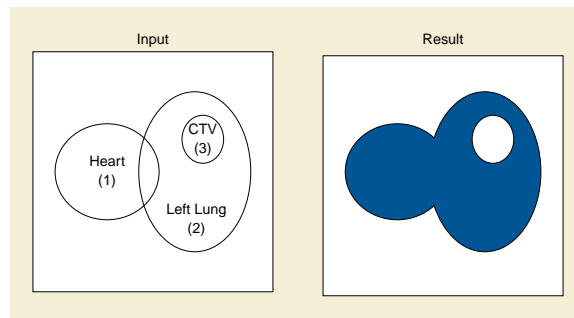 Input
Result
CTV
(3)
Heart
(1)
Left Lung
(2)